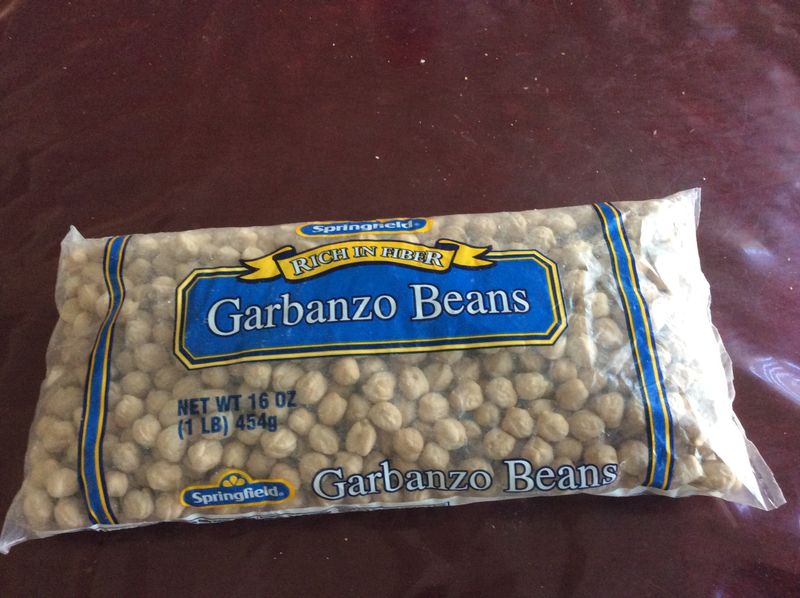 Springfield®
RICH IN FIBER
Garbanzo Beans
NET WT 16 OZ
(1 LB) 454g
Springfield®
Garbanzo Beans